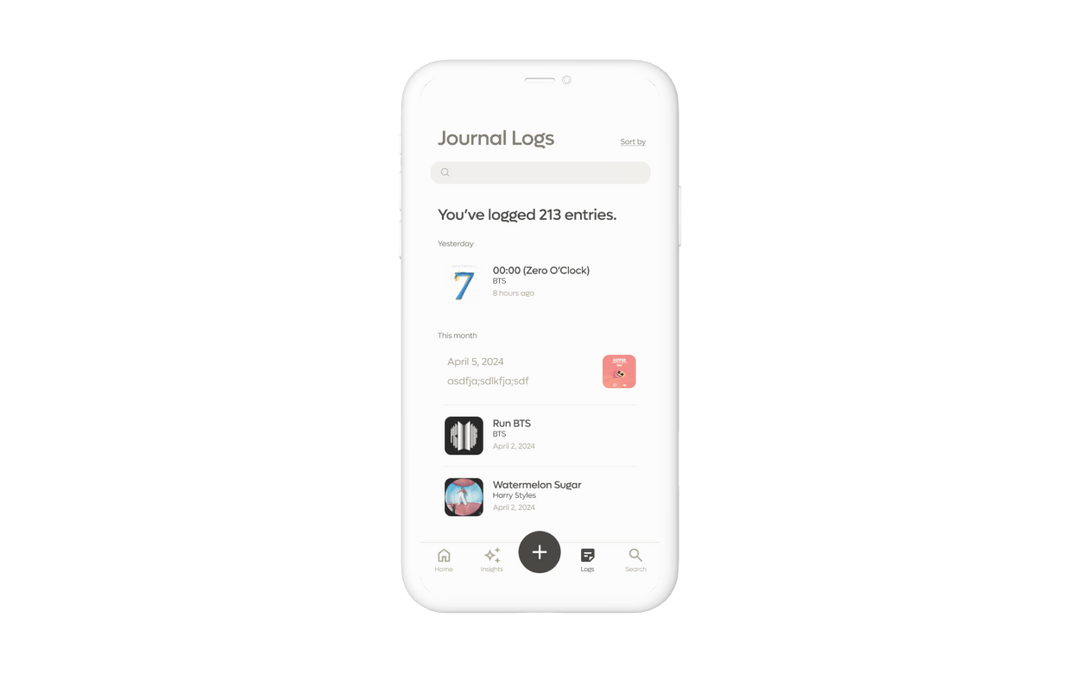 Journal Logs
Sort by
You've logged 213 entries.
Yesterday
7
00:00 (Zero O'Clock)
BTS
8 hours ago
This month
April 5, 2024
asdfja;sdlkfja;sdf
Run BTS
BTS
April 2, 2024
Watermelon Sugar
Harry Styles
April 2, 2024
Home
Insights
Logs
Search